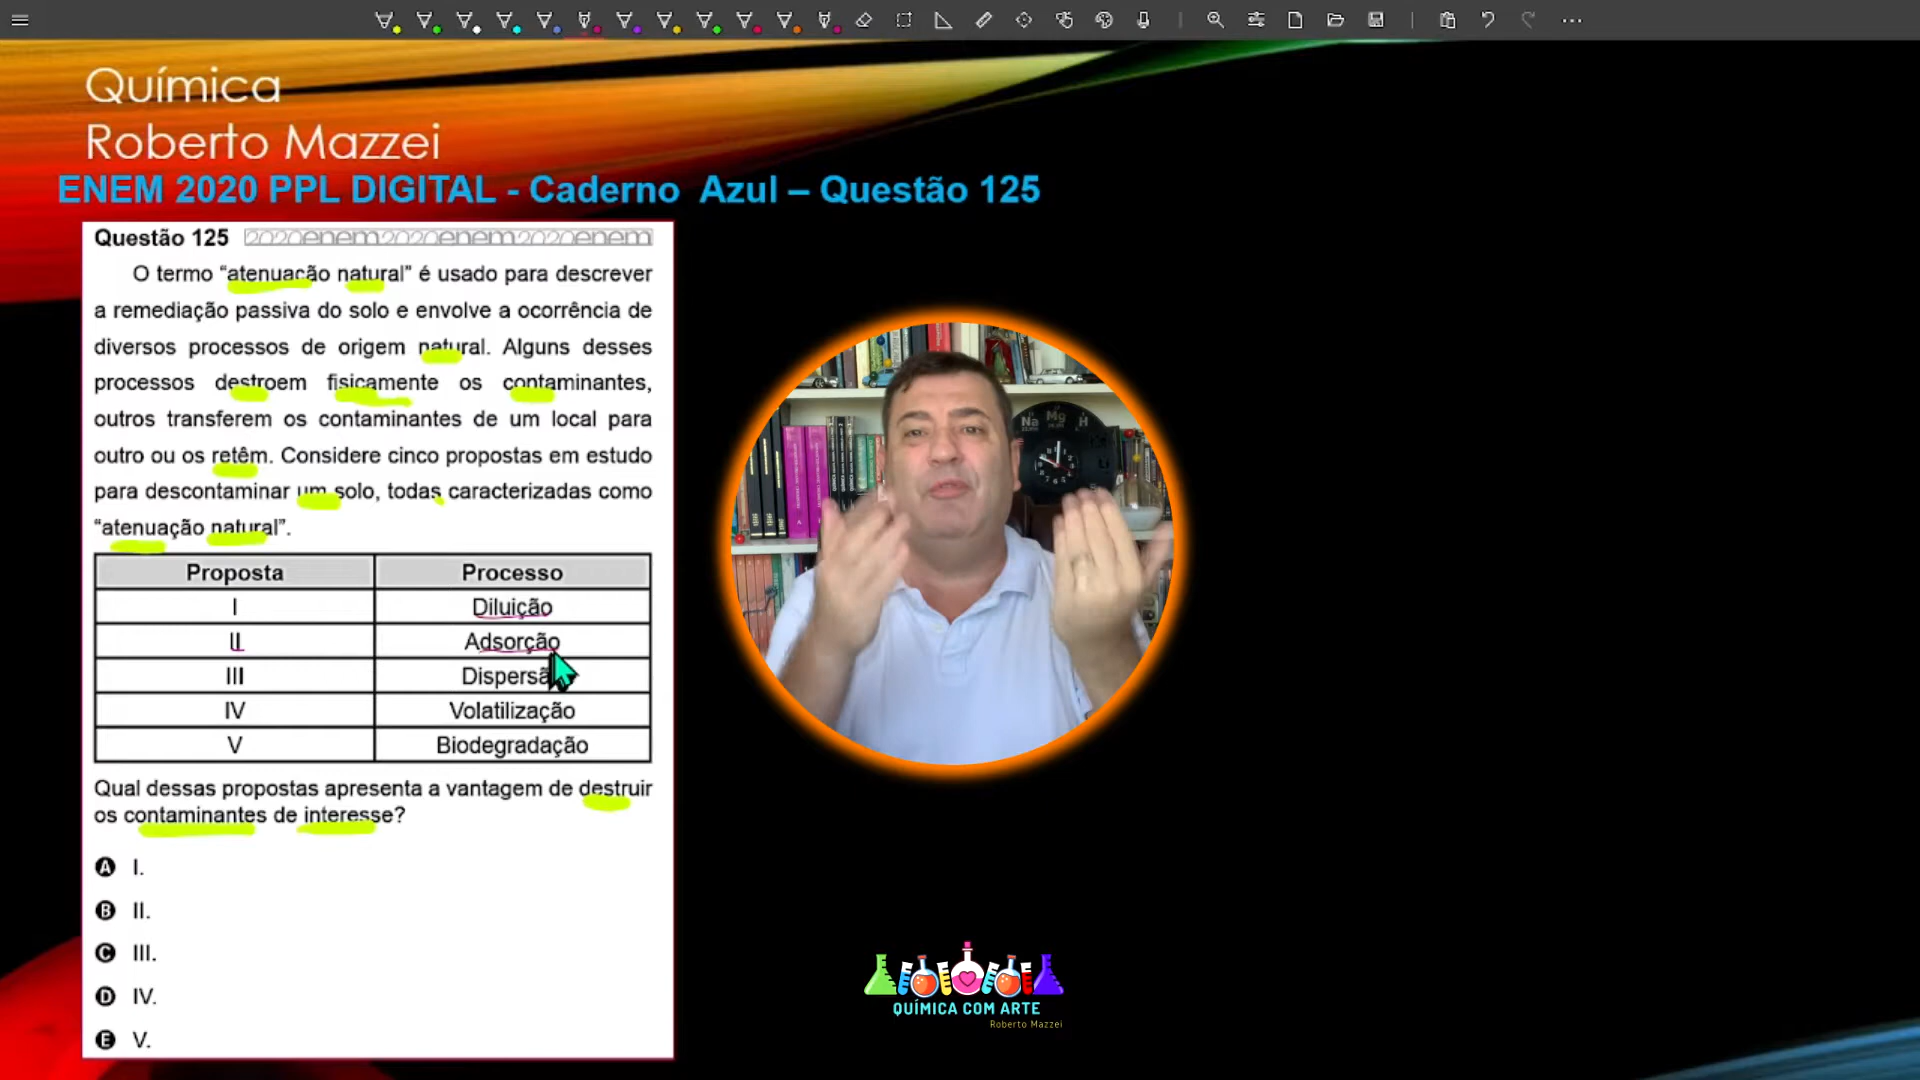 Química
Roberto Mazzei
ENEM 2020 PPL DIGITAL - Caderno Azul – Questão 125
Questão 125 2020enem2020enem2020enem
O termo “atenuação natural” é usado para descrever
a remediação passiva do solo e envolve a ocorrência de
diversos processos de origem natural. Alguns desses
processos destroem fisicamente os contaminantes,
outros transferem os contaminantes de um local para
outro ou os retêm. Considere cinco propostas em estudo
para descontaminar um solo, todas caracterizadas como
“atenuação natural”.
Proposta Processo
I Diluição
II Adsorção
III Dispersã
IV Volatilização
V Biodegradação
Qual dessas propostas apresenta a vantagem de destruir
os contaminantes de interesse?
A I.
B II.
C III.
D IV.
E V.
Na Mg H
QUÍMICA COM ARTE
Roberto Mazzei